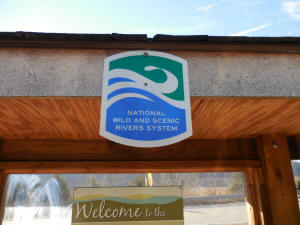 NATIONAL
WILD AND SCENIC
RIVERS SYSTEM
Welcome to the